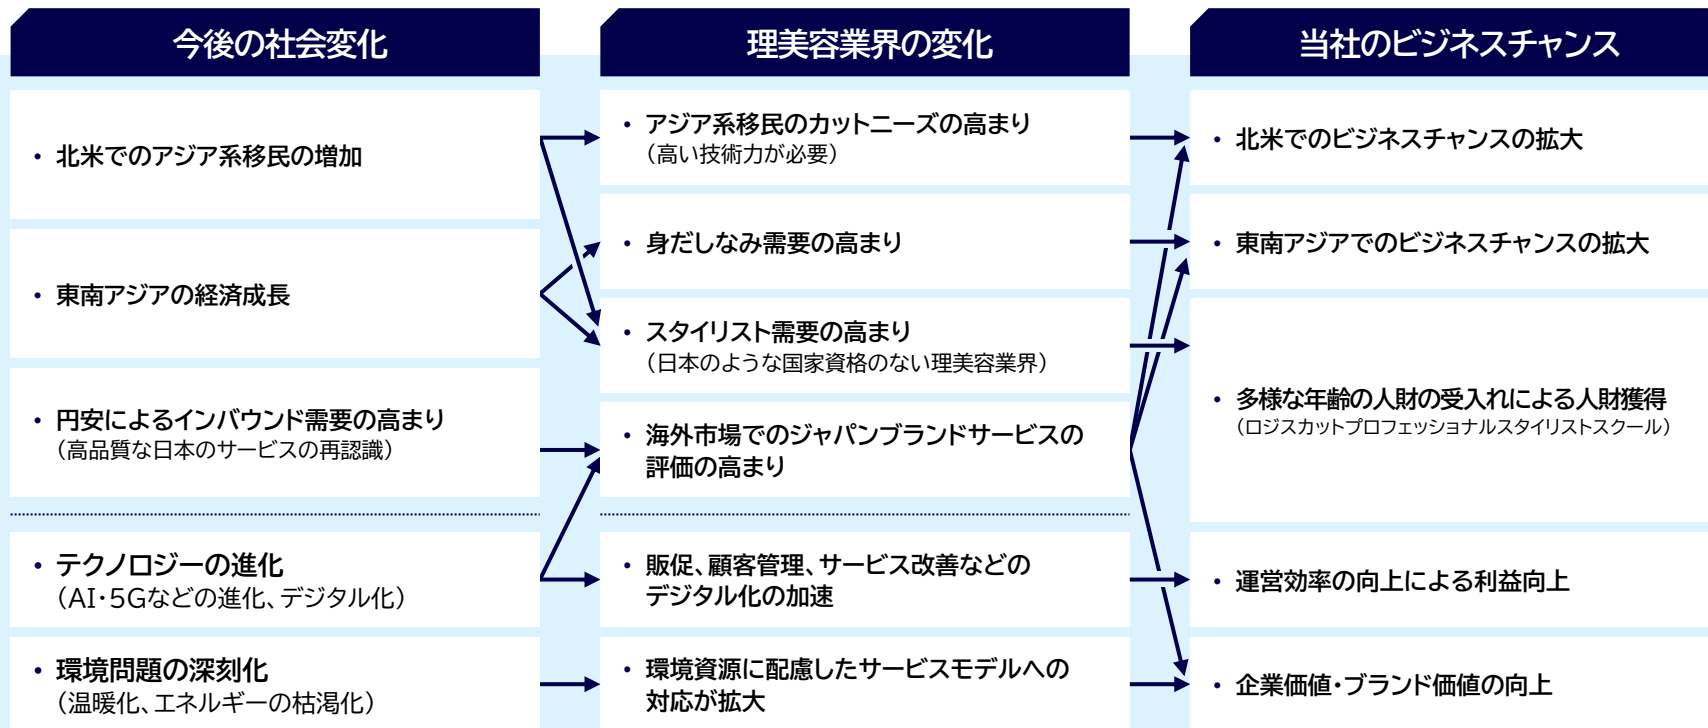 今後の社会変化
・北米でのアジア系移民の増加
・東南アジアの経済成長
・円安によるインバウンド需要の高まり
（高品質な日本のサービスの再認識）
・テクノロジーの進化
（AI・5Gなどの進化、デジタル化）
・環境問題の深刻化
（温暖化、エネルギーの枯渇化）
理美容業界の変化
・アジア系移民のカットニーズの高まり
（高い技術力が必要）
・身だしなみ需要の高まり
・スタイリスト需要の高まり
（日本のような国家資格のない理美容業界）
・海外市場でのジャパンブランドサービスの
評価の高まり
・販促、顧客管理、サービス改善などの
デジタル化の加速
・環境資源に配慮したサービスモデルへの
対応が拡大
当社のビジネスチャンス
・北米でのビジネスチャンスの拡大
・東南アジアでのビジネスチャンスの拡大
・多様な年齢の人財の受入れによる人財獲得
（ロジスカットプロフェッショナルスタイリストスクール）
・運営効率の向上による利益向上
・企業価値・ブランド価値の向上